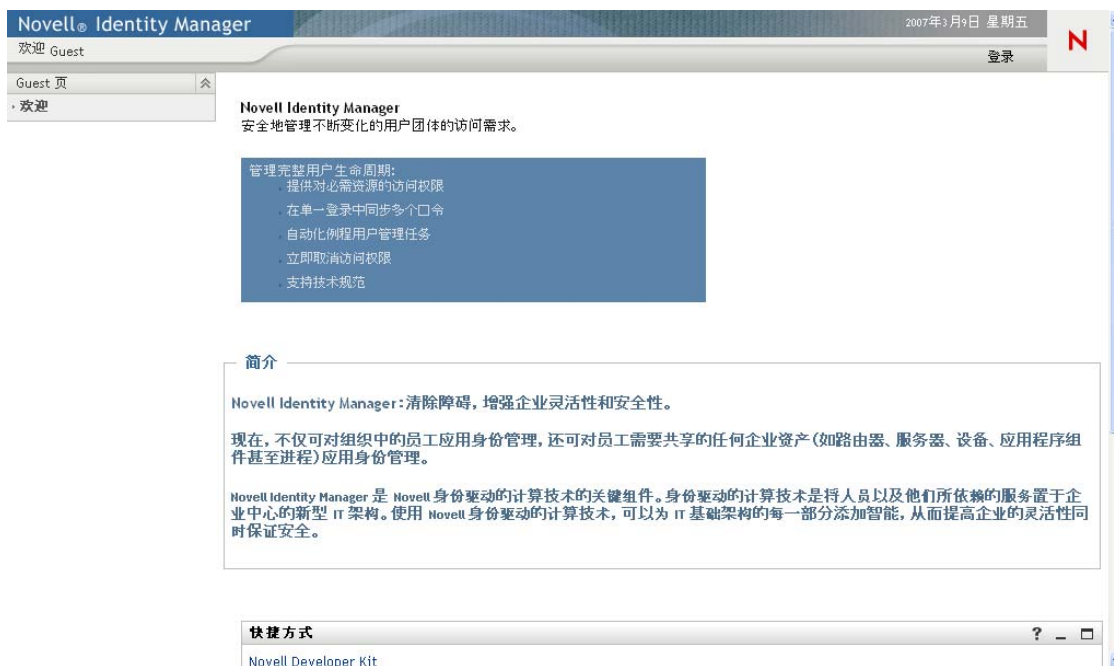 Novell® Identity Manager
2007年3月9日 星期五
N
欢迎 Guest
登录
Guest 页
欢迎
Novell Identity Manager
安全地管理不断变化的用户团体的访问需求。
管理完整用户生命周期:
提供对必需资源的访问权限
在单一登录中同步多个口令
自动化例程用户管理任务
立即取消访问权限
支持技术规范
简介
Novell Identity Manager：清除障碍，增强企业灵活性和安全性。
现在，不仅可对组织中的员工应用身份管理，还可对员工需要共享的任何企业资产（如路由器、服务器、设备、应用程序组
件甚至进程）应用身份管理。
Novell Identity Manager 是 Novell 身份驱动的计算技术的关键组件。身份驱动的计算技术是将人员以及他们所依赖的服务置于企
业中心的新型 IT 架构。使用 Novell 身份驱动的计算技术，可以为 IT 基础架构的每一部分添加智能，从而提高企业的灵活性同
时保证安全。
快捷方式
?
Novell Developer Kit